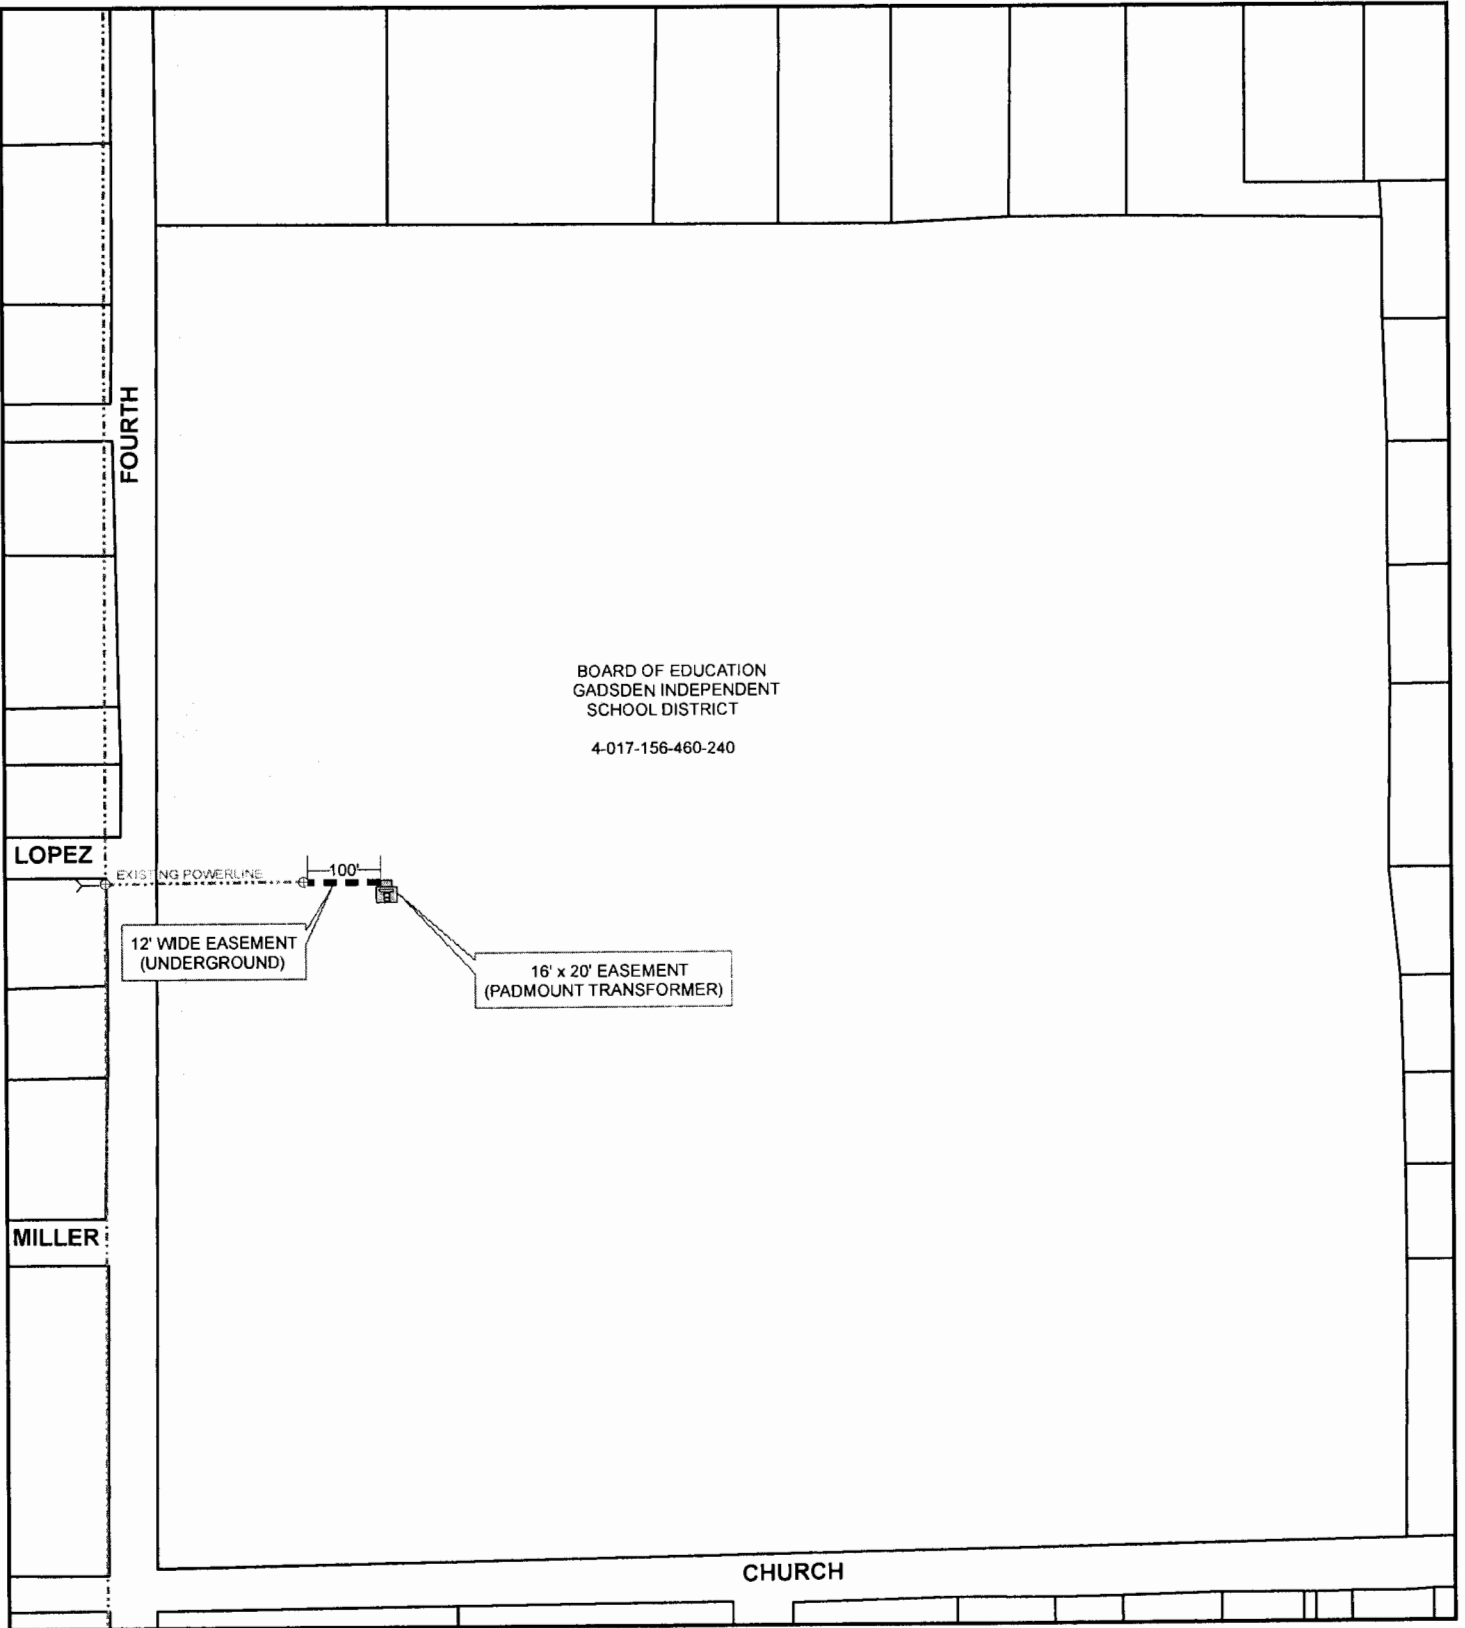 FOURTH
BOARD OF EDUCATION
GADSDEN INDEPENDENT
SCHOOL DISTRICT
4-017-156-460-240
LOPEZ
EXISTING POWERLINE
100'
12' WIDE EASEMENT
(UNDERGROUND)
16' x 20' EASEMENT
(PADMOUNT TRANSFORMER)
MILLER
CHURCH